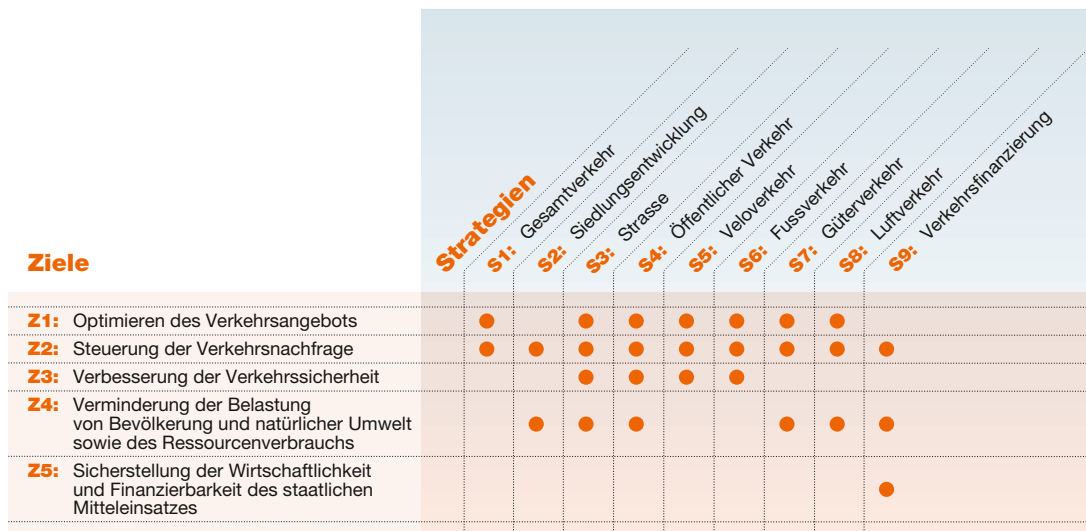 Strategien
S1: Gesamtverkehr
S2: Siedlungsentwicklung
S3: Strasse
S4: Öffentlicher Verkehr
S5: Veloverkehr
S6: Fussverkehr
S7: Güterverkehr
S8: Luftverkehr
S9: Verkehrsfinanzierung
Ziele
Z1: Optimieren des Verkehrsangebots
Z2: Steuerung der Verkehrsnachfrage
Z3: Verbesserung der Verkehrssicherheit
Z4: Verminderung der Belastung
von Bevölkerung und natürlicher Umwelt
sowie des Ressourcenverbrauchs
Z5: Sicherstellung der Wirtschaftlichkeit
und Finanzierbarkeit des staatlichen
Mitteleinsatzes